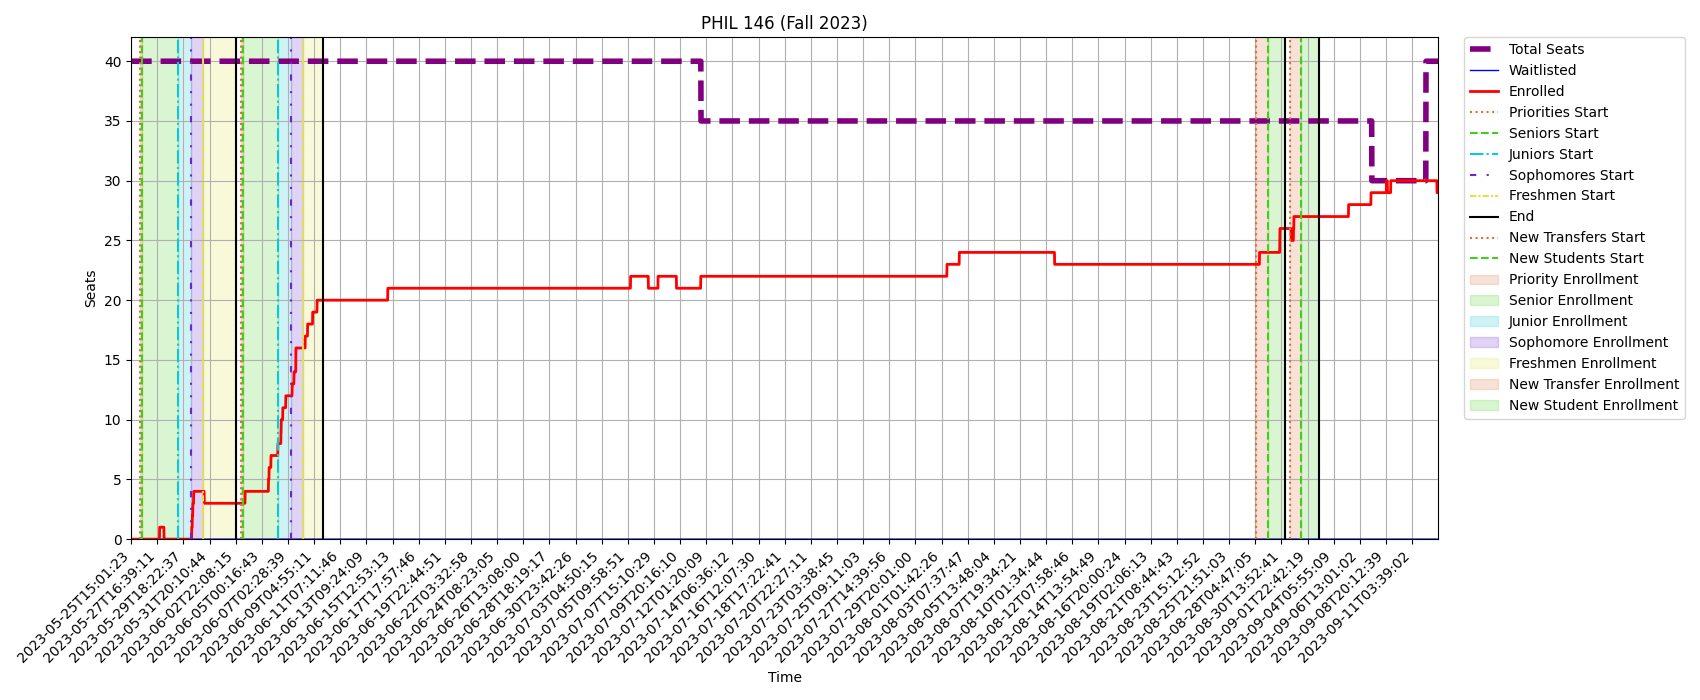 PHIL 146 (Fall 2023)
Seats
40
35
30
25
20
15
10
5
0
2023-05-25T15:01:23
2023-05-27T16:39:11
2023-05-29T18:22:37
2023-05-31T20:10:44
2023-06-02T22:08:15
2023-06-05T00:16:43
2023-06-07T02:28:39
2023-06-09T04:55:11
2023-06-11T07:11:46
2023-06-13T09:24:09
2023-06-15T12:53:13
2023-06-17T17:57:46
2023-06-19T22:44:51
2023-06-22T03:32:58
2023-06-24T08:23:05
2023-06-26T13:08:00
2023-06-28T18:19:17
2023-06-30T23:42:26
2023-07-03T04:50:15
2023-07-05T09:58:51
2023-07-07T15:10:29
2023-07-09T20:16:10
2023-07-12T01:20:09
2023-07-14T06:36:12
2023-07-16T12:07:30
2023-07-18T17:22:41
2023-07-20T22:27:11
2023-07-23T03:38:45
2023-07-25T09:11:03
2023-07-27T14:39:56
2023-07-29T20:01:00
2023-08-01T01:42:26
2023-08-03T07:37:47
2023-08-05T13:48:04
2023-08-07T19:34:21
2023-08-10T01:34:44
2023-08-12T07:58:46
2023-08-14T13:54:49
2023-08-16T20:00:24
2023-08-19T02:06:13
2023-08-21T08:44:43
2023-08-23T15:12:52
2023-08-25T21:51:03
2023-08-28T04:47:05
2023-08-30T13:52:41
2023-09-01T22:42:19
2023-09-04T05:55:09
2023-09-06T13:01:02
2023-09-08T20:12:39
2023-09-11T03:39:02
Time
Total Seats
Waitlisted
Enrolled
Priorities Start
Seniors Start
Juniors Start
Sophomores Start
Freshmen Start
End
New Transfers Start
New Students Start
Priority Enrollment
Senior Enrollment
Junior Enrollment
Sophomore Enrollment
Freshmen Enrollment
New Transfer Enrollment
New Student Enrollment